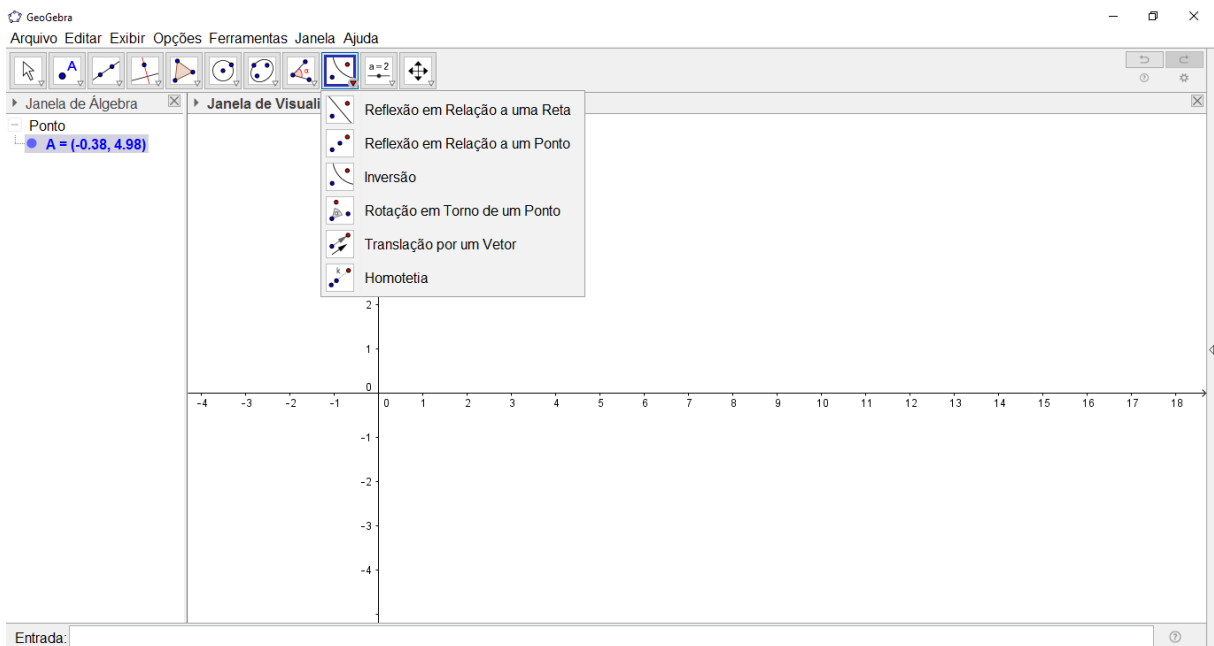 GeoGebra
Arquivo Editar Exibir Opções Ferramentas Janela Ajuda
A
α
a=2
Janela de Álgebra
Janela de Visuali
Ponto
A = (-0.38, 4.98)
Reflexão em Relação a uma Reta
Reflexão em Relação a um Ponto
Inversão
Rotação em Torno de um Ponto
Translação por um Vetor
k
Homotetia
2
1
0
-4 -3 -2 -1 0 1 2 3 4 5 6 7 8 9 10 11 12 13 14 15 16 17 18
-1
-2
-3
-4
Entrada: